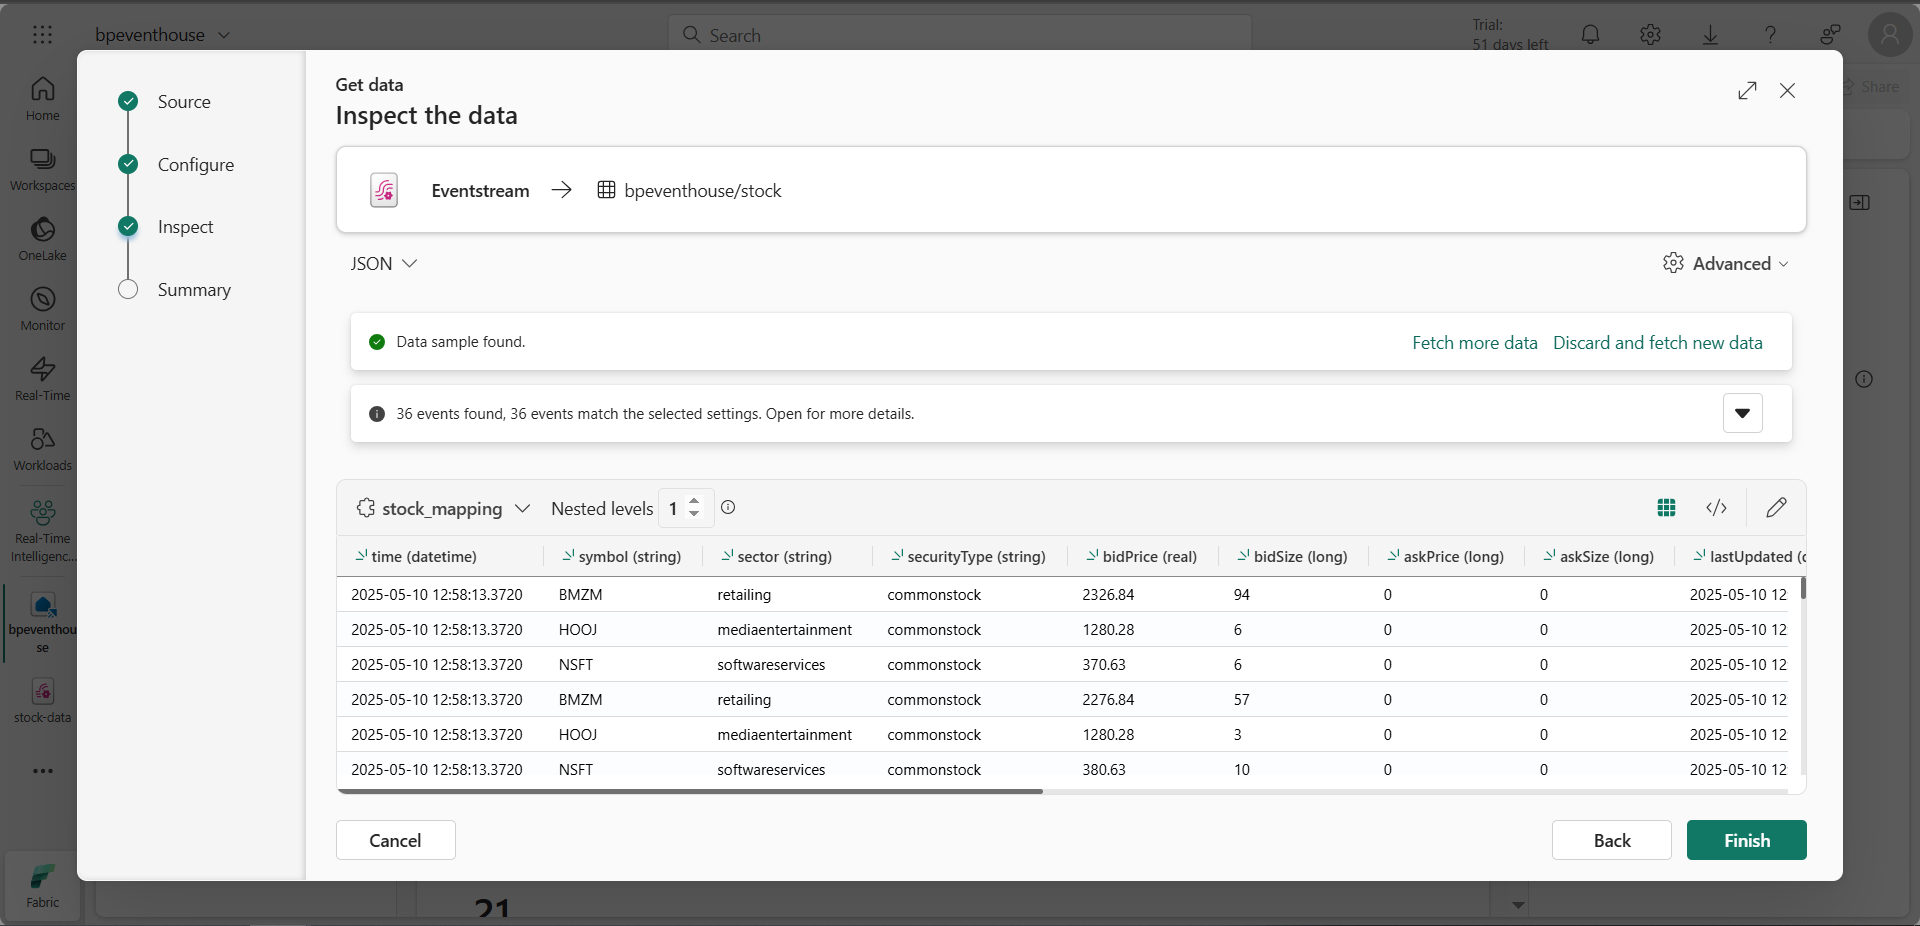 bpeventhouse
Search
Trial:
51 days left
Home
Workspaces
OneLake
Monitor
Real-Time
Workloads
Real-Time
Intelligenc...
bpeventhou
se
stock-data
Fabric
Share
Source
Configure
Inspect
Summary
Get data
Inspect the data
Eventstream bpeventhouse/stock
JSON
Advanced
Data sample found. Fetch more data Discard and fetch new data
36 events found, 36 events match the selected settings. Open for more details.
stock_mapping Nested levels 1
time (datetime) symbol (string) sector (string) securityType (string) bidPrice (real) bidSize (long) askPrice (long) askSize (long) lastUpdated (
2025-05-10 12:58:13.3720 BMZM retailing commonstock 2326.84 94 0 0 2025-05-10 12:
2025-05-10 12:58:13.3720 HOOJ mediaentertainment commonstock 1280.28 6 0 0 2025-05-10 12:
2025-05-10 12:58:13.3720 NSFT softwareservices commonstock 370.63 6 0 0 2025-05-10 12:
2025-05-10 12:58:13.3720 BMZM retailing commonstock 2276.84 57 0 0 2025-05-10 12:
2025-05-10 12:58:13.3720 HOOJ mediaentertainment commonstock 1280.28 3 0 0 2025-05-10 12:
2025-05-10 12:58:13.3720 NSFT softwareservices commonstock 380.63 10 0 0 2025-05-10 12:
Cancel Back Finish
21